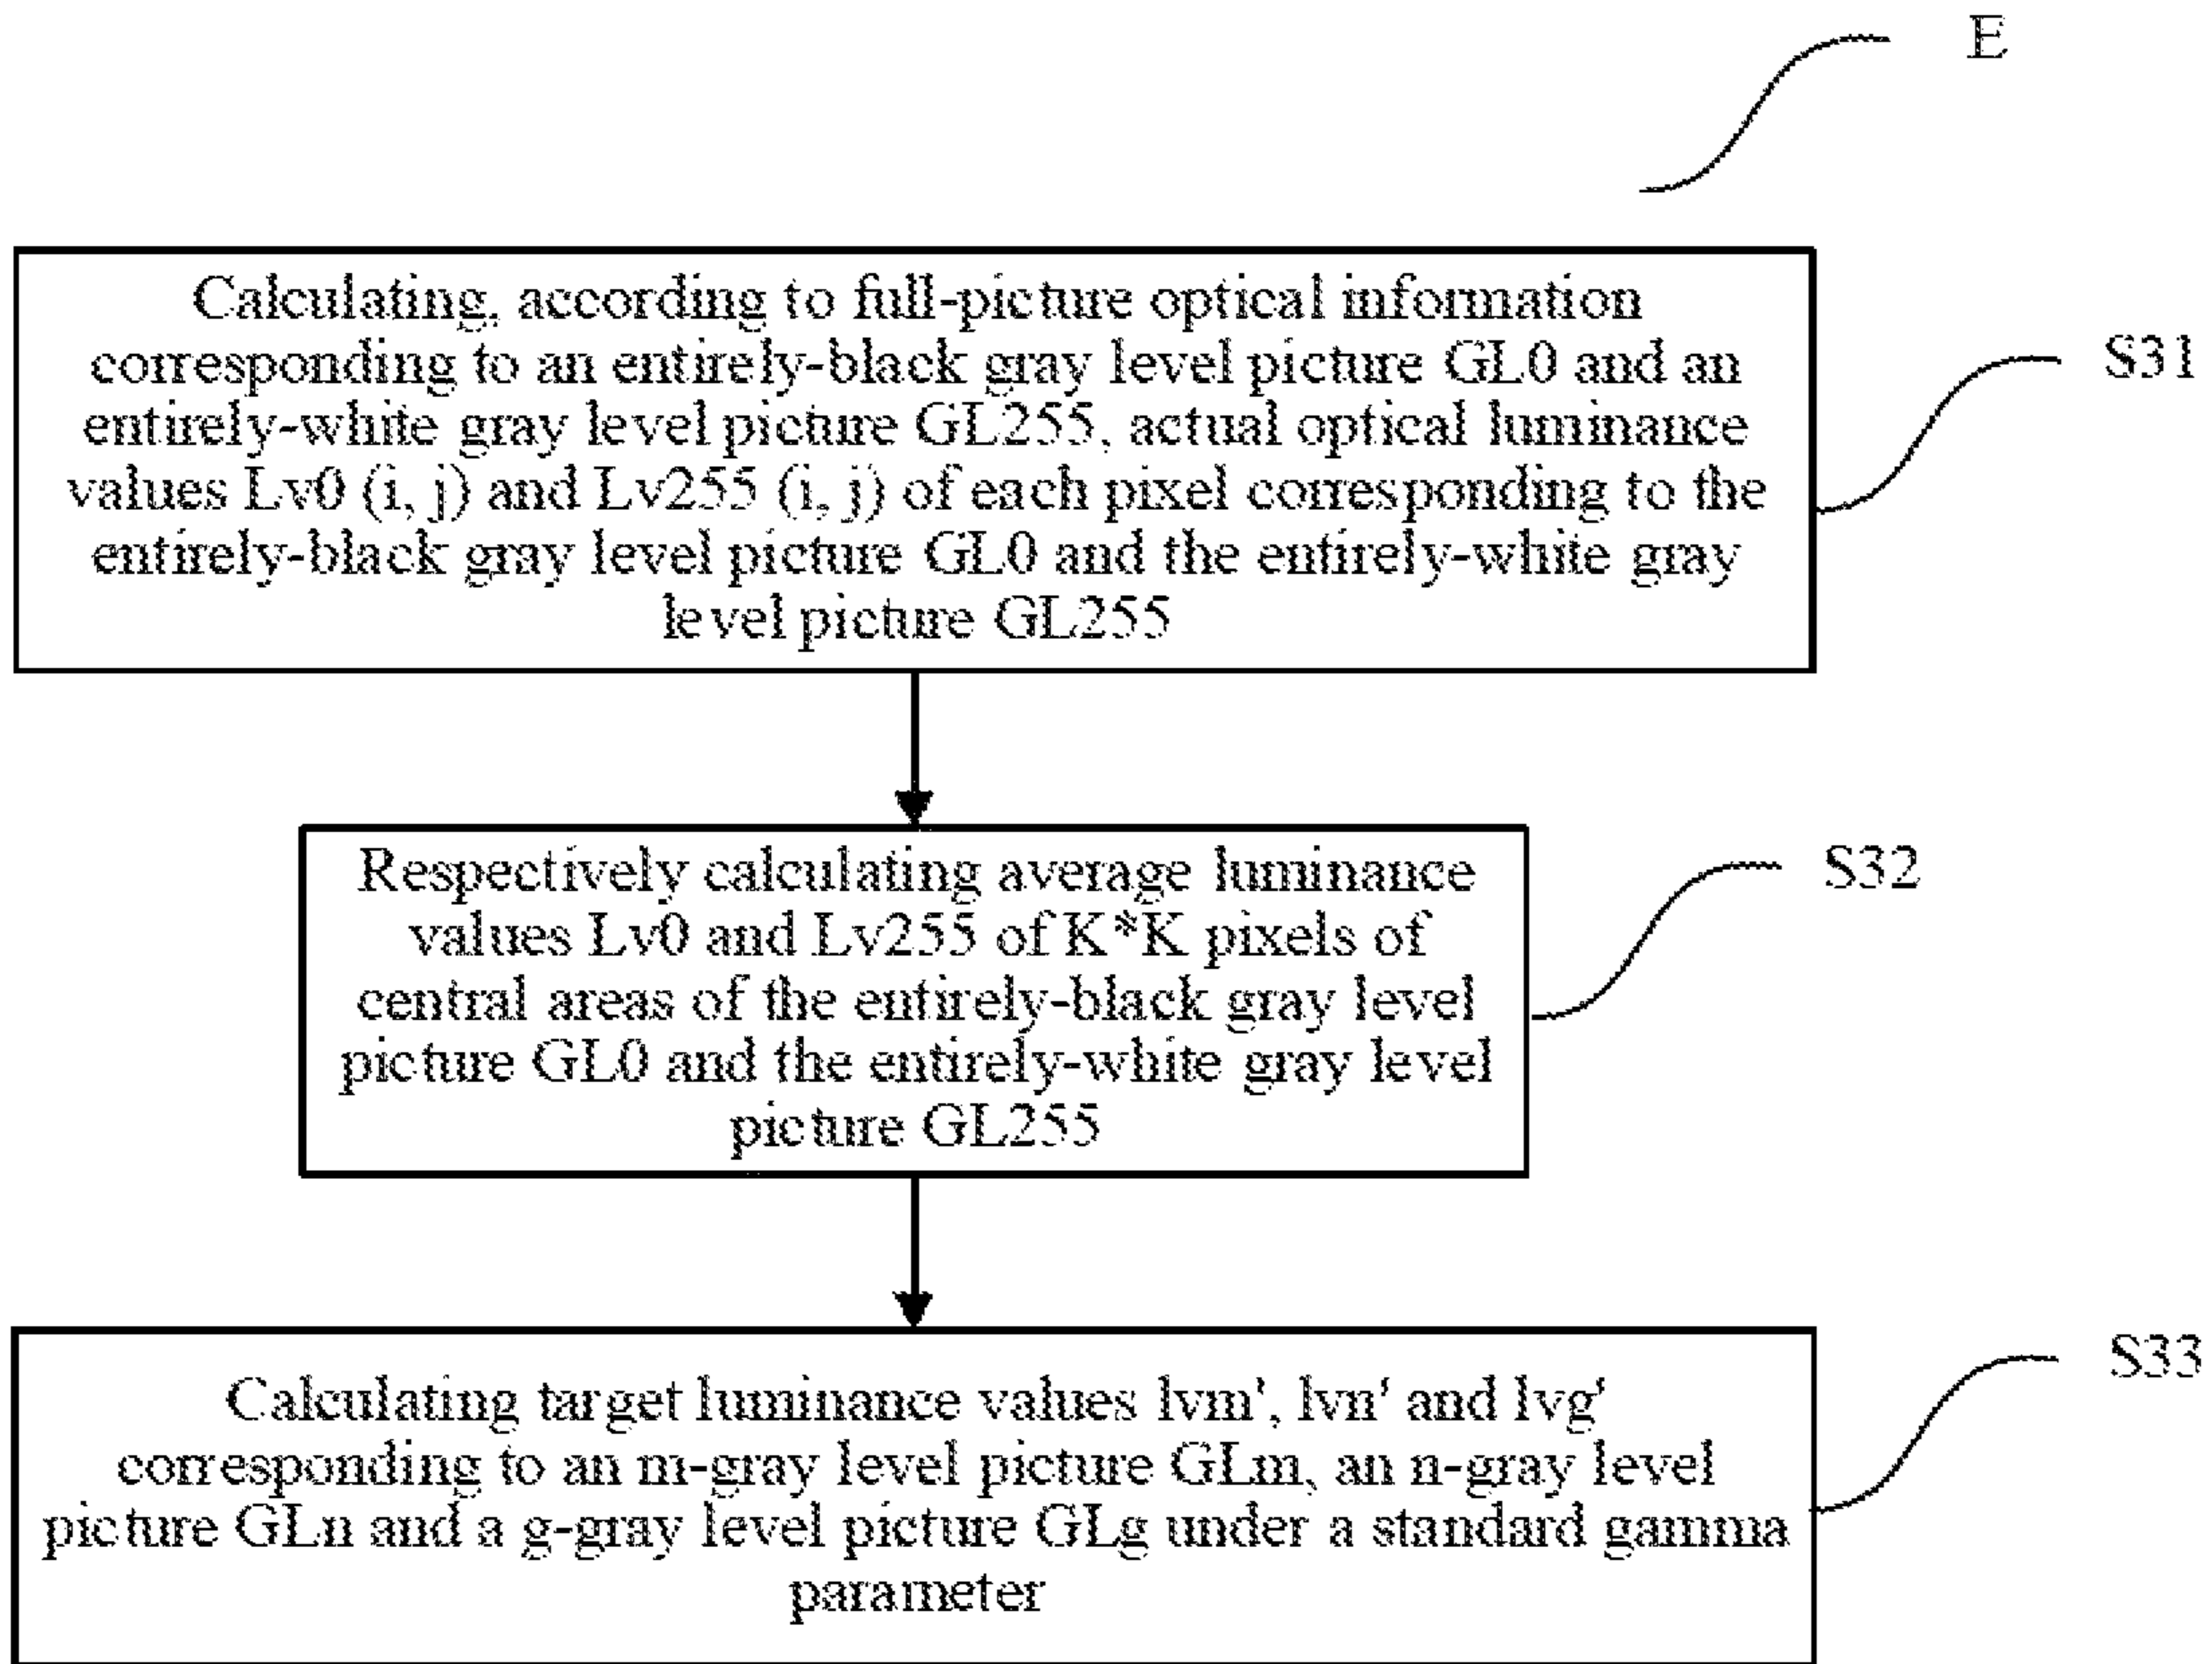 E
Calculating, according to full-picture optical information
corresponding to an entirely-black gray level picture GL0 and an
entirely-white gray level picture GL255, actual optical luminance
values Lv0 (i, j) and Lv255 (i, j) of each pixel corresponding to the
entirely-black gray level picture GL0 and the entirely-white gray
level picture GL255
S31
Respectively calculating average luminance
values Lv0 and Lv255 of K*K pixels of
central areas of the entirely-black gray level
picture GL0 and the entirely-white gray level
picture GL255
S32
Calculating target luminance values lvm', lvn' and lvg'
corresponding to an m-gray level picture GLm, an n-gray level
picture GLn and a g-gray level picture GLg under a standard gamma
parameter
S33